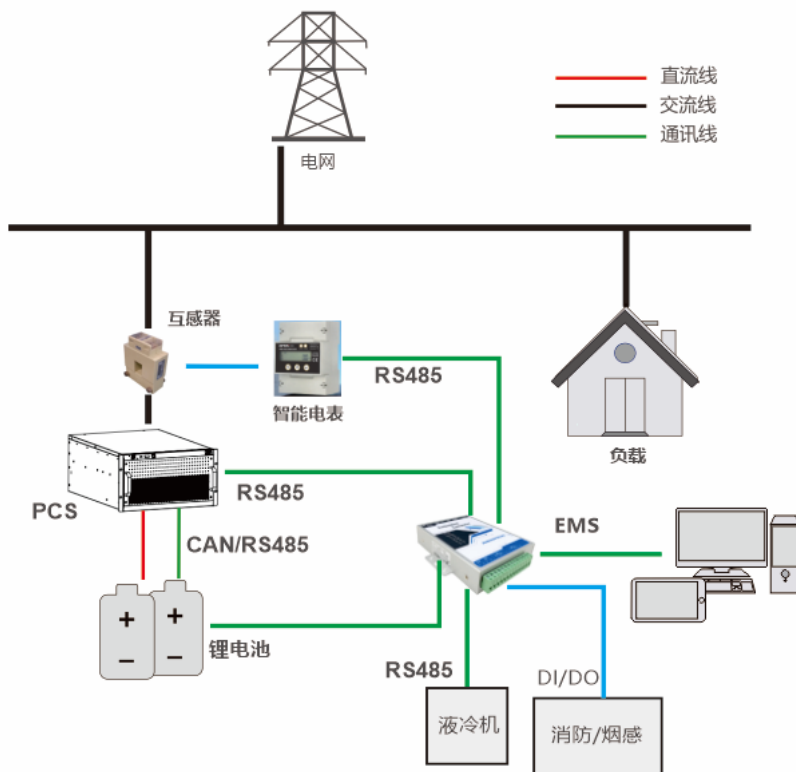 直流线
交流线
通讯线
电网
互感器
RS485
智能电表
负载
RS485
PCS
CAN/RS485
EMS
+
+
−
−
锂电池
RS485
DI/DO
液冷机
消防/烟感